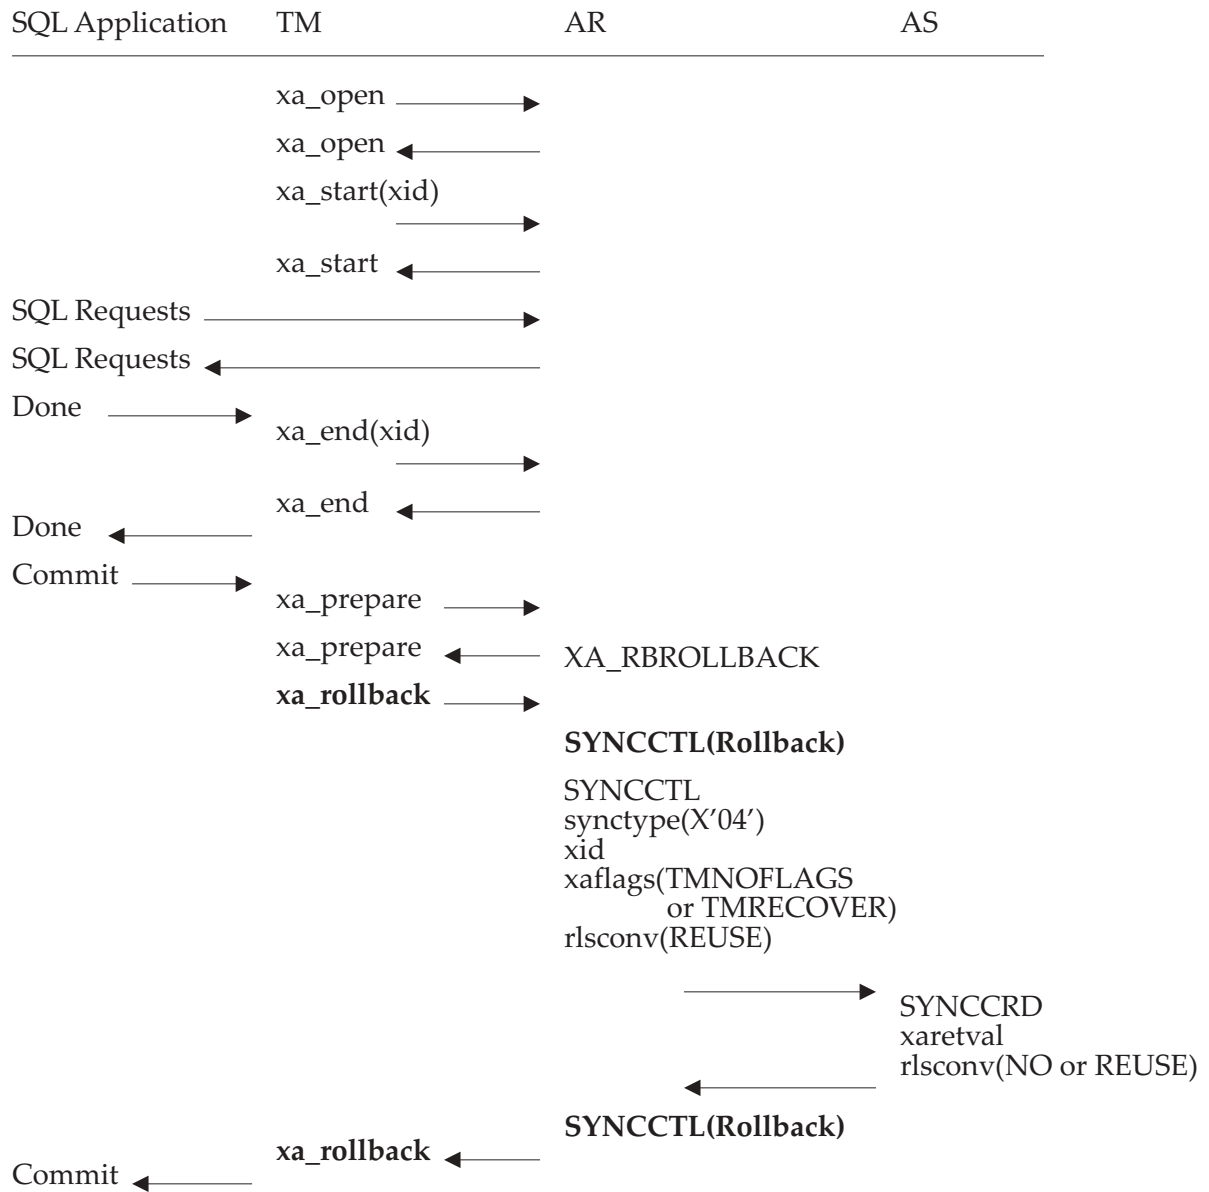 SQL Application TM AR AS
xa_open
xa_open
xa_start(xid)
xa_start
SQL Requests
SQL Requests
Done
xa_end(xid)
xa_end
Done
Commit
xa_prepare
xa_prepare XA_RBROLLBACK
xa_rollback
SYNCCTL(Rollback)
SYNCCTL
synctype(X’04’)
xid
xaflags(TMNOFLAGS
or TMRECOVER)
rlsconv(REUSE)
SYNCCRD
xaretval
rlsconv(NO or REUSE)
SYNCCTL(Rollback)
xa_rollback
Commit